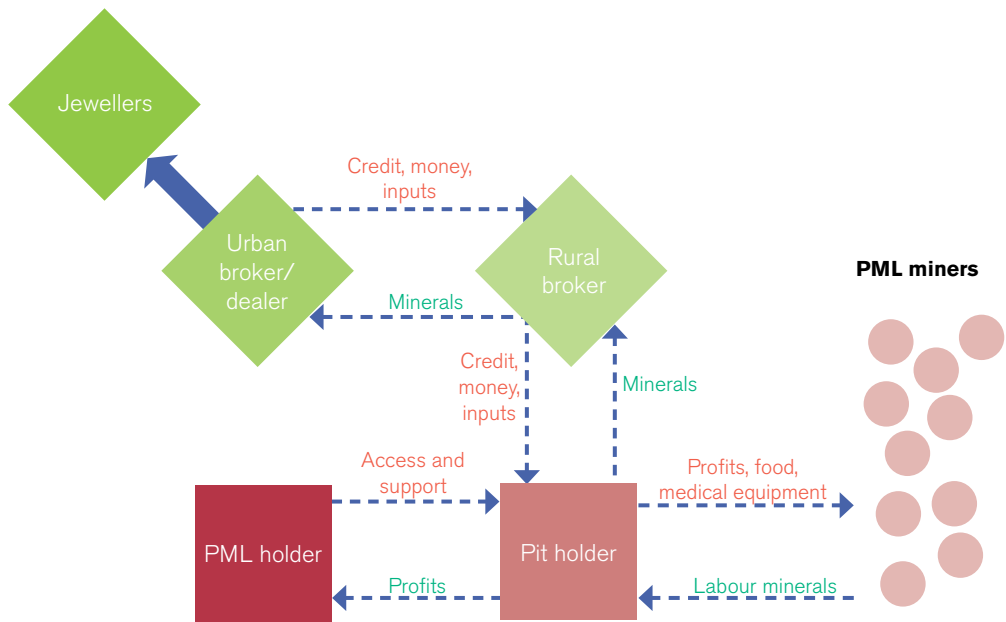 Jewellers
Credit, money,
inputs
Urban
broker/
dealer
Rural
broker
PML miners
Minerals
Credit,
money,
inputs
Minerals
Access and
support
Profits, food,
medical equipment
PML holder
Pit holder
Profits
Labour minerals